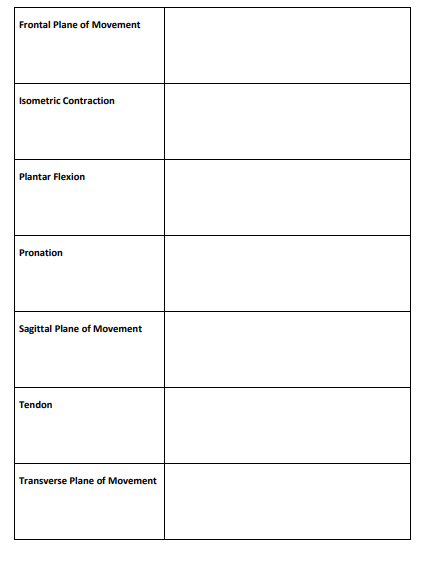 Frontal Plane of Movement
Isometric Contraction
Plantar Flexion
Pronation
Sagittal Plane of Movement
Tendon
Transverse Plane of Movement